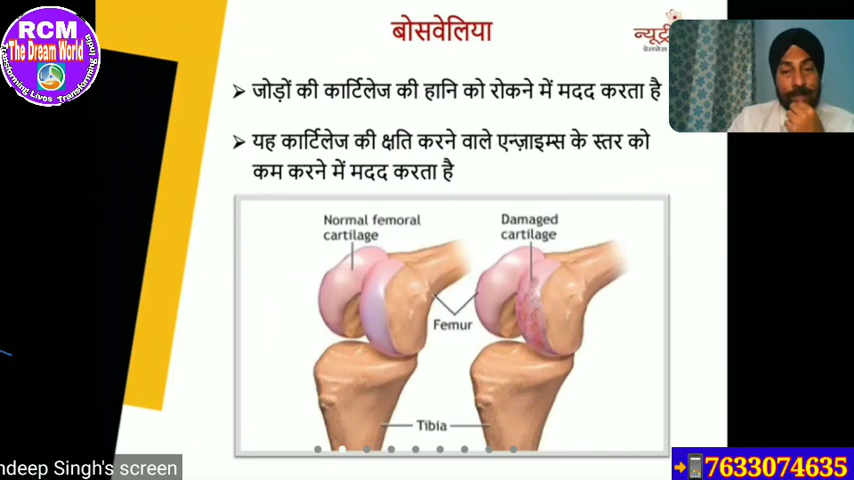 RCM
The Dream World
Transforming Lives Transforming India
बोसवेलिया
न्यूट्री
वेलनेस
➢ जोड़ों की कार्टिलेज की हानि को रोकने में मदद करता है
➢ यह कार्टिलेज की क्षति करने वाले एन्ज़ाइम्स के स्तर को
कम करने में मदद करता है
Normal femoral
cartilage
Damaged
cartilage
Femur
Tibia
ndeep Singh's screen
7633074635